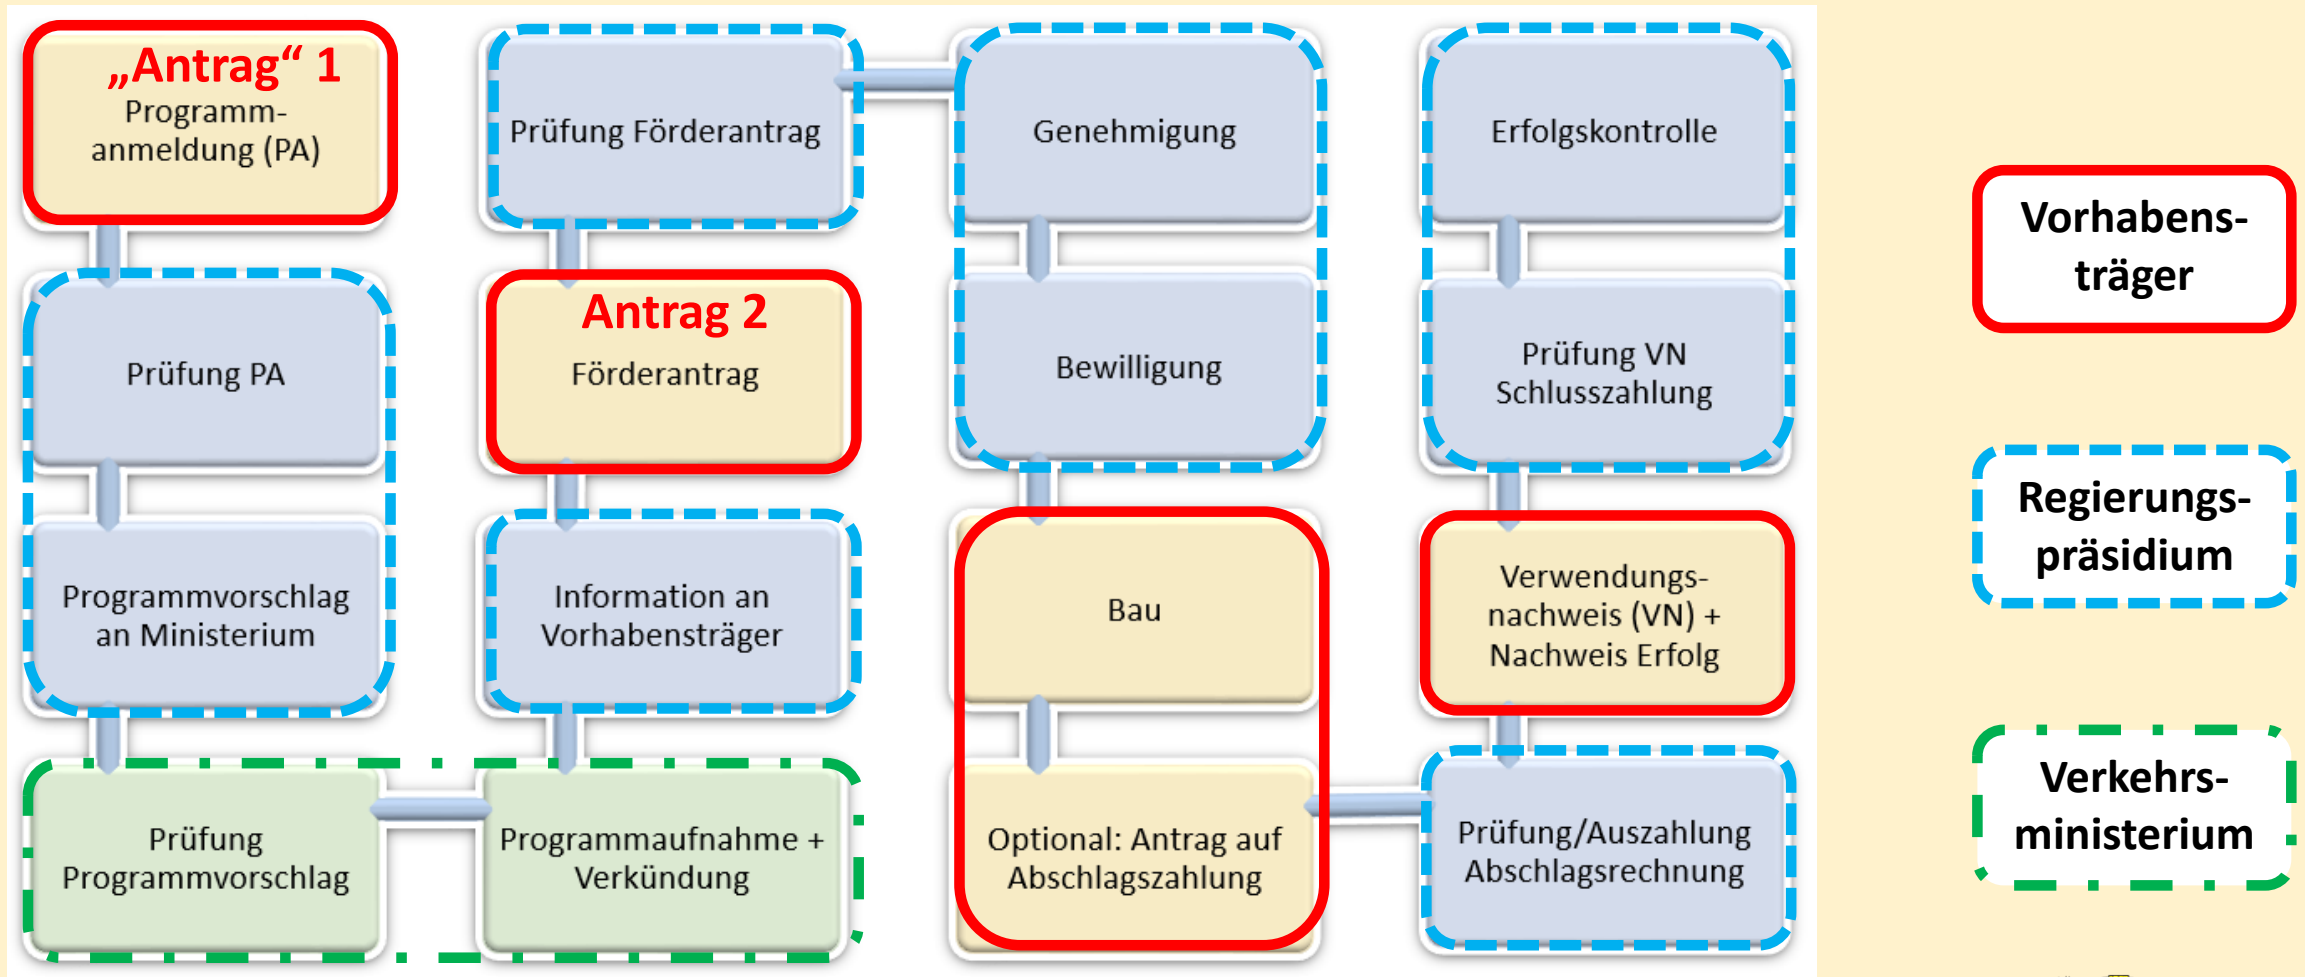 „Antrag“ 1
Programm-
anmeldung (PA)
Prüfung PA
Programmvorschlag
an Ministerium
Prüfung
Programmvorschlag
Programmaufnahme +
Verkündung
Information an
Vorhabensträger
Antrag 2
Förderantrag
Prüfung Förderantrag
Genehmigung
Bewilligung
Bau
Optional: Antrag auf
Abschlagszahlung
Prüfung/Auszahlung
Abschlagsrechnung
Verwendungs-
nachweis (VN) +
Nachweis Erfolg
Prüfung VN
Schlusszahlung
Erfolgskontrolle
Vorhabens-
träger
Regierungs-
präsidium
Verkehrs-
ministerium